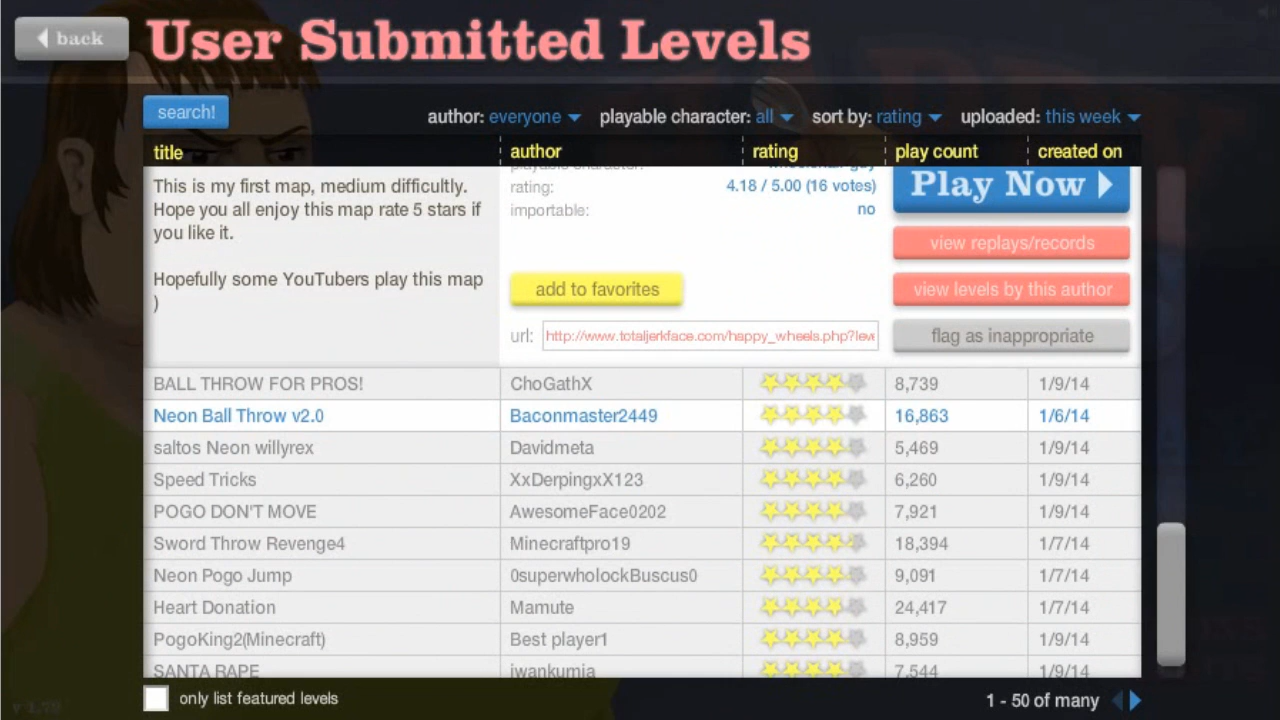 back
User Submitted Levels
search!
author: everyone playable character: all sort by: rating uploaded: this week
title author rating play count created on
This is my first map, medium difficultly.
Hope you all enjoy this map rate 5 stars if
you like it.
Hopefully some YouTubers play this map
)
rating: 4.18 / 5.00 (16 votes)
importable: no
add to favorites
url: http://www.totaljerkface.com/happy_wheels.php?leve
Play Now
view replays/records
view levels by this author
flag as inappropriate
BALL THROW FOR PROS! ChoGathX 8,739 1/9/14
Neon Ball Throw v2.0 Baconmaster2449 16,863 1/6/14
saltos Neon willyrex Davidmeta 5,469 1/9/14
Speed Tricks XxDerpingxX123 6,260 1/9/14
POGO DON'T MOVE AwesomeFace0202 7,921 1/9/14
Sword Throw Revenge4 Minecraftpro19 18,394 1/7/14
Neon Pogo Jump 0superwholockBuscus0 9,091 1/7/14
Heart Donation Mamute 24,417 1/7/14
PogoKing2(Minecraft) Best player1 8,959 1/9/14
SANTA RAPE iwankumia 7,544 1/9/14
only list featured levels
1 - 50 of many